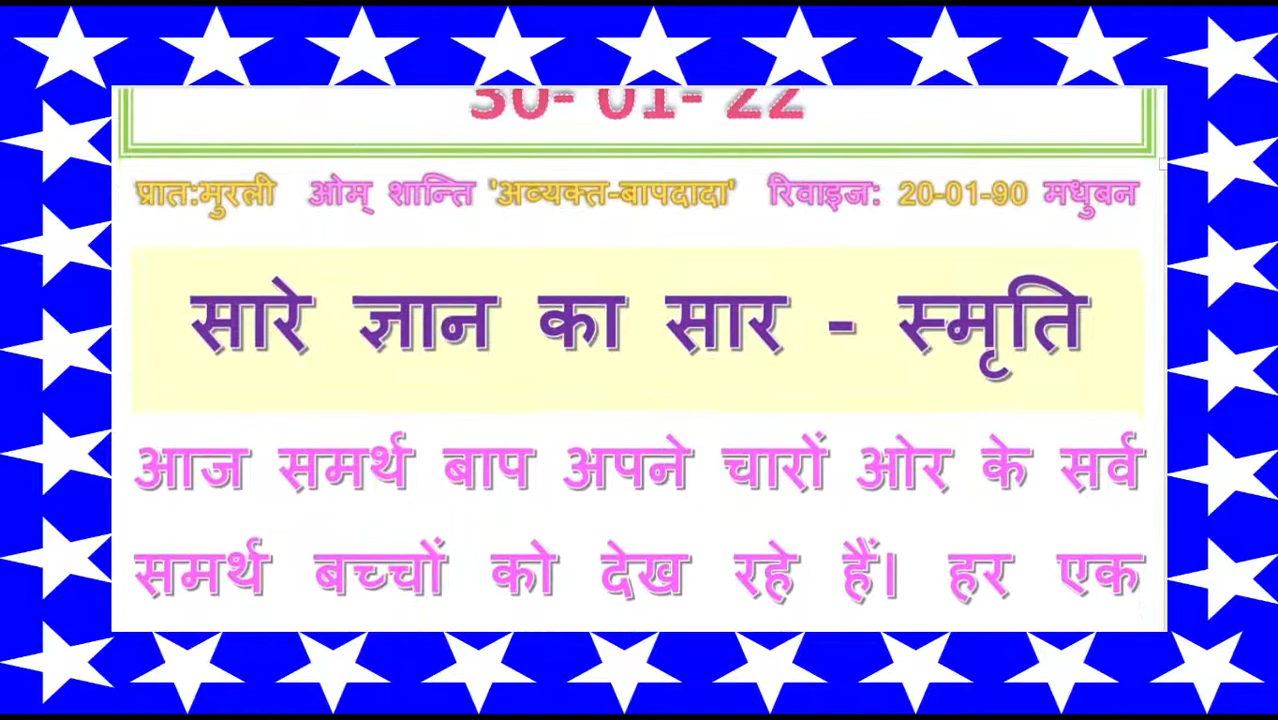 30- 01- 22
प्रात:मुरली ओम् शान्ति 'अव्यक्त-बापदादा' रिवाइज: 20-01-90 मधुबन
सारे ज्ञान का सार - स्मृति
आज समर्थ बाप अपने चारों ओर के सर्व
समर्थ बच्चों को देख रहे हैं। हर एक